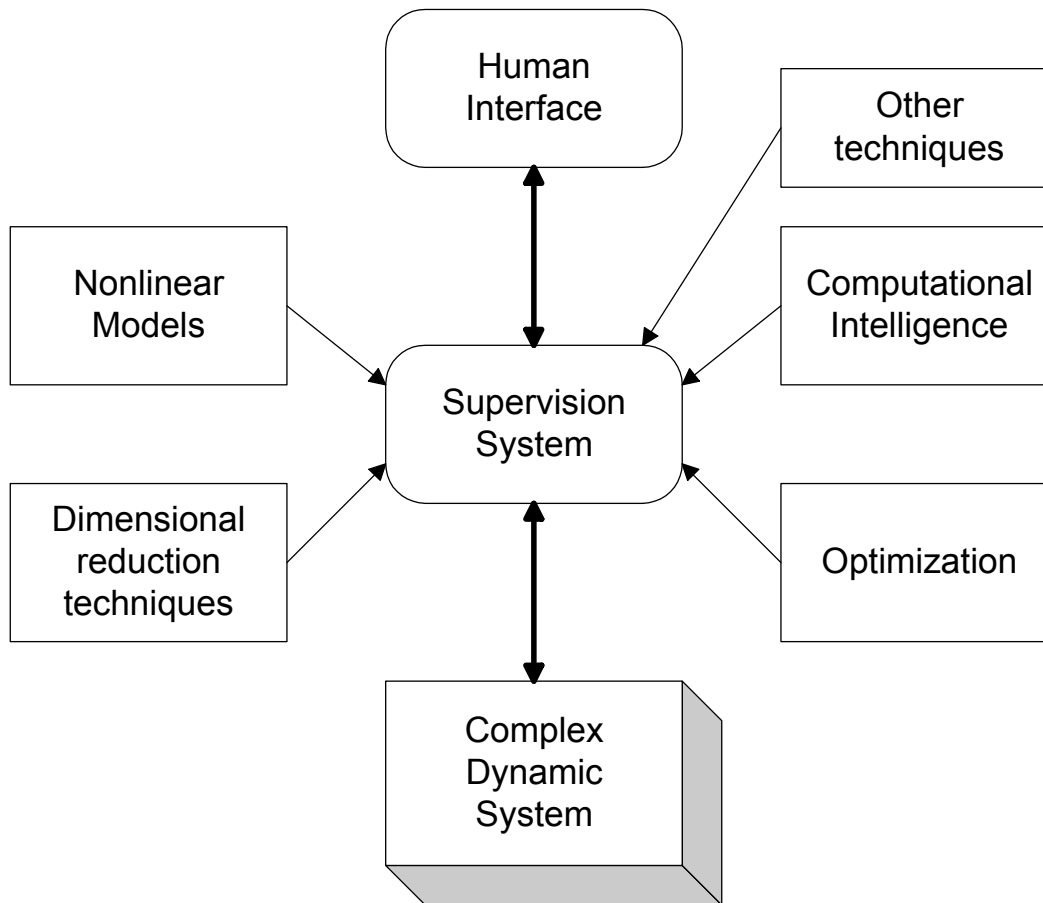 Human
Interface
Other
techniques
Nonlinear
Models
Computational
Intelligence
Supervision
System
Dimensional
reduction
techniques
Optimization
Complex
Dynamic
System